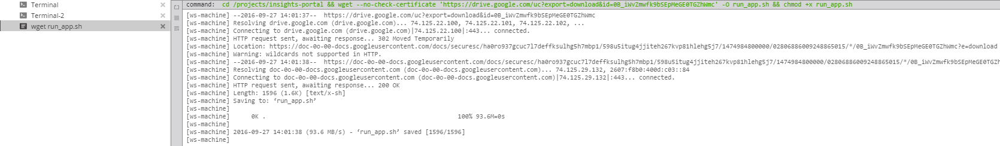 Terminal
Terminal-2
wget run_app.sh
command: cd /projects/insights-portal && wget --no-check-certificate 'https://drive.google.com/uc?export=download&id=0B_iWvZmwfk9bSEpMeGE0TGZhWmc' -O run_app.sh && chmod +x run_app.sh
[ws-machine] --2016-09-27 14:01:37-- https://drive.google.com/uc?export=download&id=0B_iWvZmwfk9bSEpMeGE0TGZhWmc
[ws-machine] Resolving drive.google.com (drive.google.com)... 74.125.22.100, 74.125.22.101, 74.125.22.102, ...
[ws-machine] Connecting to drive.google.com (drive.google.com)|74.125.22.100|:443... connected.
[ws-machine] HTTP request sent, awaiting response... 302 Moved Temporarily
[ws-machine] Location: https://doc-0o-00-docs.googleusercontent.com/docs/securesc/ha0ro937gcuc7l7deffksulhg5h7mbp1/598u5itug4jjiteh267kvp81hlehg5j7/1474984800000/02806886009248865015/*/0B_iWvZmwfk9bSEpMeGE0TGZhWmc?e=download
[ws-machine] Warning: wildcards not supported in HTTP.
[ws-machine] --2016-09-27 14:01:38-- https://doc-0o-00-docs.googleusercontent.com/docs/securesc/ha0ro937gcuc7l7deffksulhg5h7mbp1/598u5itug4jjiteh267kvp81hlehg5j7/1474984800000/02806886009248865015/*/0B_iWvZmwfk9bSEpMeGE0TGZh
[ws-machine] Resolving doc-0o-00-docs.googleusercontent.com (doc-0o-00-docs.googleusercontent.com)... 74.125.29.132, 2607:f8b0:400d:c03::84
[ws-machine] Connecting to doc-0o-00-docs.googleusercontent.com (doc-0o-00-docs.googleusercontent.com)|74.125.29.132|:443... connected.
[ws-machine] HTTP request sent, awaiting response... 200 OK
[ws-machine] Length: 1596 (1.6K) [text/x-sh]
[ws-machine] Saving to: ‘run_app.sh’
[ws-machine]
[ws-machine] 0K . 100% 93.6M=0s
[ws-machine]
[ws-machine] 2016-09-27 14:01:38 (93.6 MB/s) - ‘run_app.sh’ saved [1596/1596]
[ws-machine]